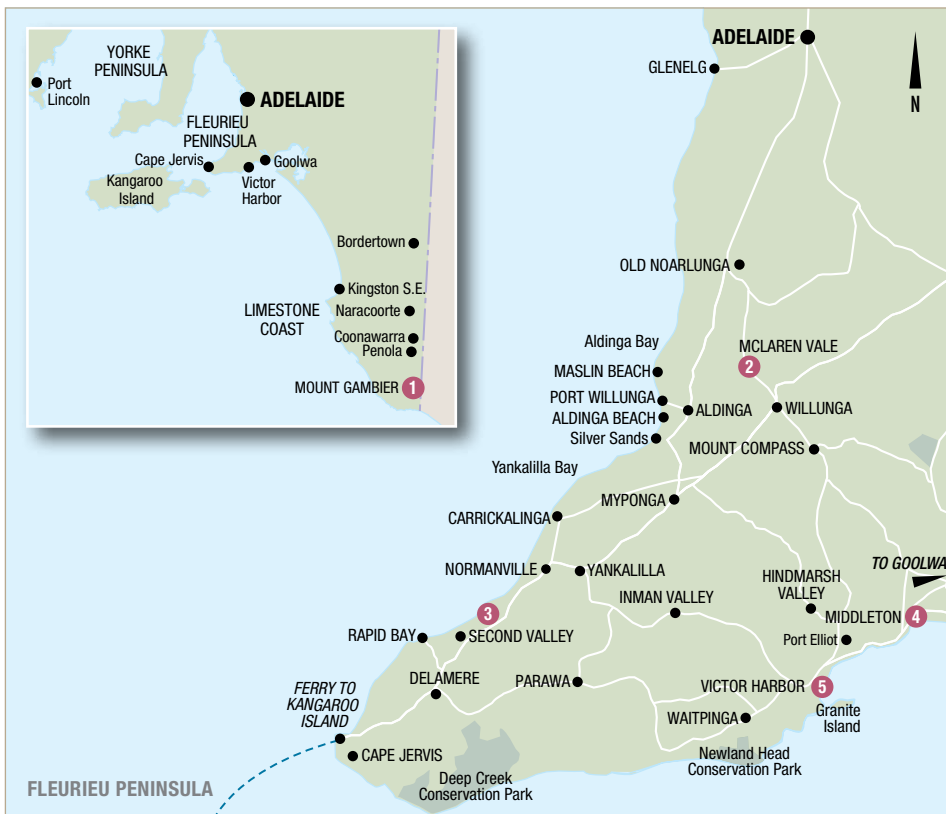 YORKE
PENINSULA
Port
Lincoln
ADELAIDE
FLEURIEU
PENINSULA
Cape Jervis
Goolwa
Kangaroo
Island
Victor
Harbor
Bordertown
Kingston S.E.
LIMESTONE
COAST
Naracoorte
Coonawarra
Penola
MOUNT GAMBIER 1
ADELAIDE
GLENELG
N
OLD NOARLUNGA
Aldinga Bay
MCLAREN VALE
2
MASLIN BEACH
PORT WILLUNGA
ALDINGA
WILLUNGA
ALDINGA BEACH
Silver Sands
MOUNT COMPASS
Yankalilla Bay
MYPONGA
CARRICKALINGA
NORMANVILLE
YANKALILLA
TO GOOLWA
HINDMARSH
VALLEY
INMAN VALLEY
3
MIDDLETON 4
RAPID BAY
SECOND VALLEY
Port Elliot
DELAMERE
PARAWA
VICTOR HARBOR 5
FERRY TO
KANGAROO
ISLAND
WAITPINGA
Granite
Island
CAPE JERVIS
Newland Head
Conservation Park
Deep Creek
Conservation Park
FLEURIEU PENINSULA